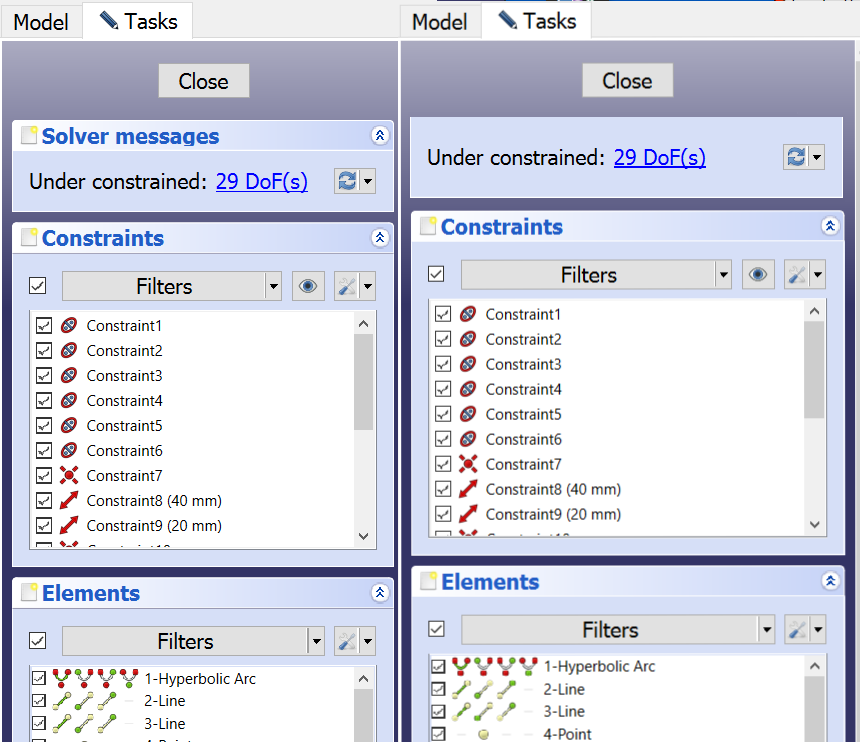 Model Tasks
Close
Solver messages
Under constrained: 29 DoF(s)
Constraints
Filters
Constraint1
Constraint2
Constraint3
Constraint4
Constraint5
Constraint6
Constraint7
Constraint8 (40 mm)
Constraint9 (20 mm)
Elements
Filters
1-Hyperbolic Arc
2-Line
3-Line
Model Tasks
Close
Under constrained: 29 DoF(s)
Constraints
Filters
Constraint1
Constraint2
Constraint3
Constraint4
Constraint5
Constraint6
Constraint7
Constraint8 (40 mm)
Constraint9 (20 mm)
Elements
Filters
1-Hyperbolic Arc
2-Line
3-Line
4-Point